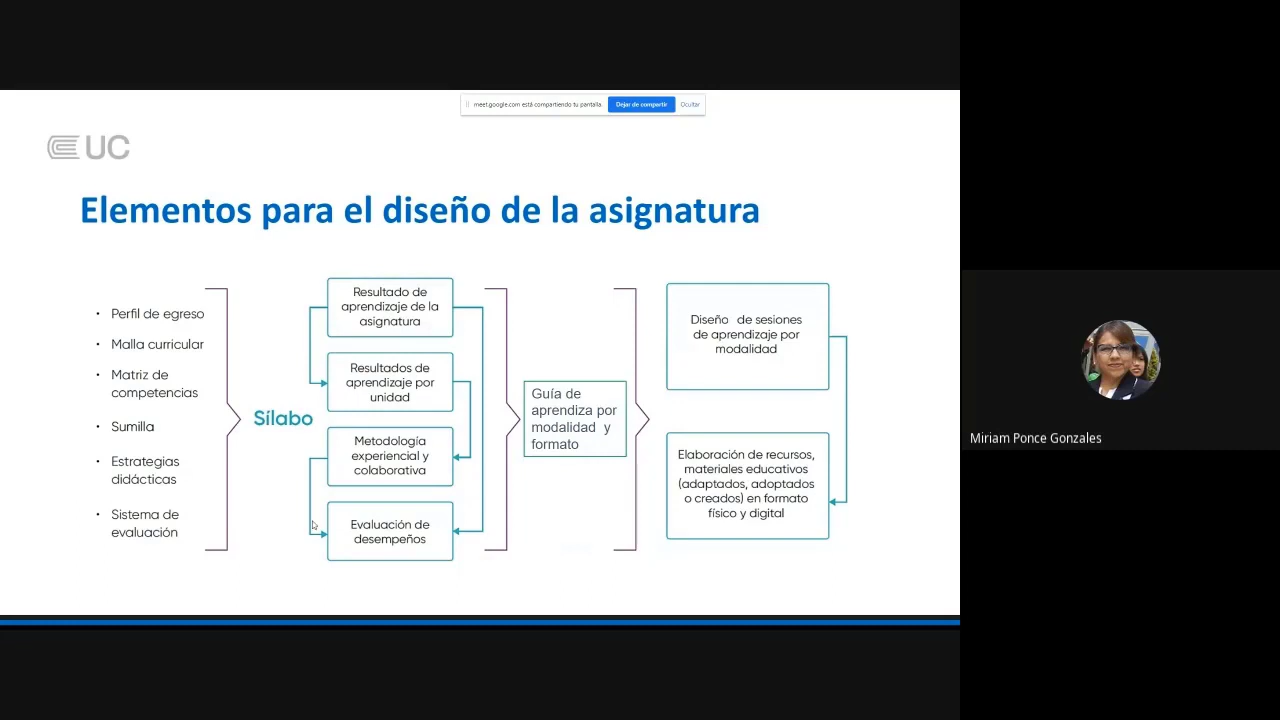 meet.google.com está compartiendo tu pantalla.
Dejar de compartir
Ocultar
UC
Elementos para el diseño de la asignatura
• Perfil de egreso
• Malla curricular
• Matriz de
competencias
• Sumilla
• Estrategias
didácticas
• Sistema de
evaluación
Sílabo
Resultado de
aprendizaje de la
asignatura
Resultados de
aprendizaje por
unidad
Metodología
experiencial y
colaborativa
Evaluación de
desempeños
Guía de
aprendiza por
modalidad y
formato
Diseño de sesiones
de aprendizaje por
modalidad
Elaboración de recursos,
materiales educativos
(adaptados, adoptados
o creados) en formato
físico y digital
Miriam Ponce Gonzales